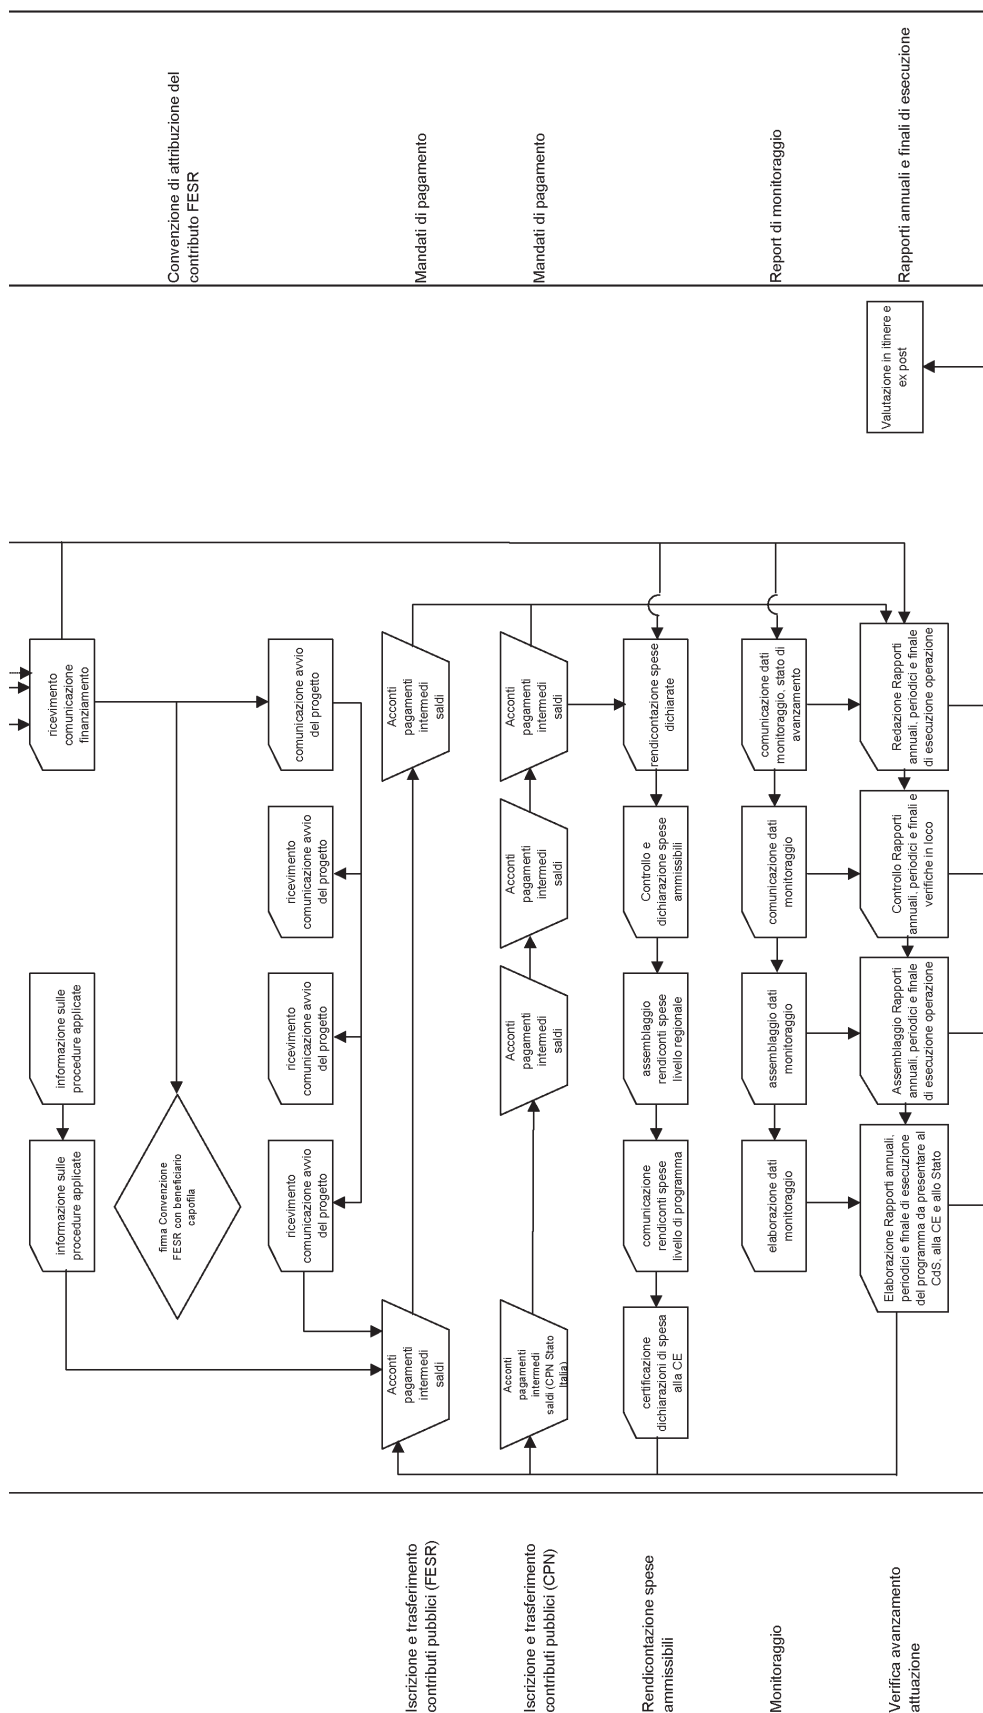 informazione sulle
procedure applicate
informazione sulle
procedure applicate
ricevimento
comunicazione
finanziamento
firma Convenzione
FESR con beneficiario
capofila
Convenzione di attribuzione del
contributo FESR
ricevimento
comunicazione avvio
del progetto
ricevimento
comunicazione avvio
del progetto
ricevimento
comunicazione avvio
del progetto
comunicazione avvio
del progetto
Iscrizione e trasferimento
contributi pubblici (FESR)
Acconti
pagamenti
intermedi
saldi
Acconti
pagamenti
intermedi
saldi
Mandati di pagamento
Iscrizione e trasferimento
contributi pubblici (CPN)
Acconti
pagamenti
intermedi
saldi (CPN Stato
Italia)
Acconti
pagamenti
intermedi
saldi
Acconti
pagamenti
intermedi
saldi
Acconti
pagamenti
intermedi
saldi
Mandati di pagamento
Rendicontazione spese
ammissibili
certificazione
dichiarazioni di spesa
alla CE
comunicazione
rendiconti spese
livello di programma
assemblaggio
rendiconti spese
livello regionale
Controllo e
dichiarazione spese
ammissibili
rendicontazione spese
dichiarate
Monitoraggio
elaborazione dati
monitoraggio
assemblaggio dati
monitoraggio
comunicazione dati
monitoraggio
comunicazione dati
monitoraggio, stato di
avanzamento
Report di monitoraggio
Verifica avanzamento
attuazione
Elaborazione Rapporti annuali,
periodici e finale di esecuzione
del programma da presentare al
CdS, alla CE e allo Stato
Assemblaggio Rapporti
annuali, periodici e finale
di esecuzione operazione
Controllo Rapporti
annuali, periodici e finali e
verifiche in loco
Redazione Rapporti
annuali, periodici e finale
di esecuzione operazione
Valutazione in itinere e
ex post
Rapporti annuali e finali di esecuzione